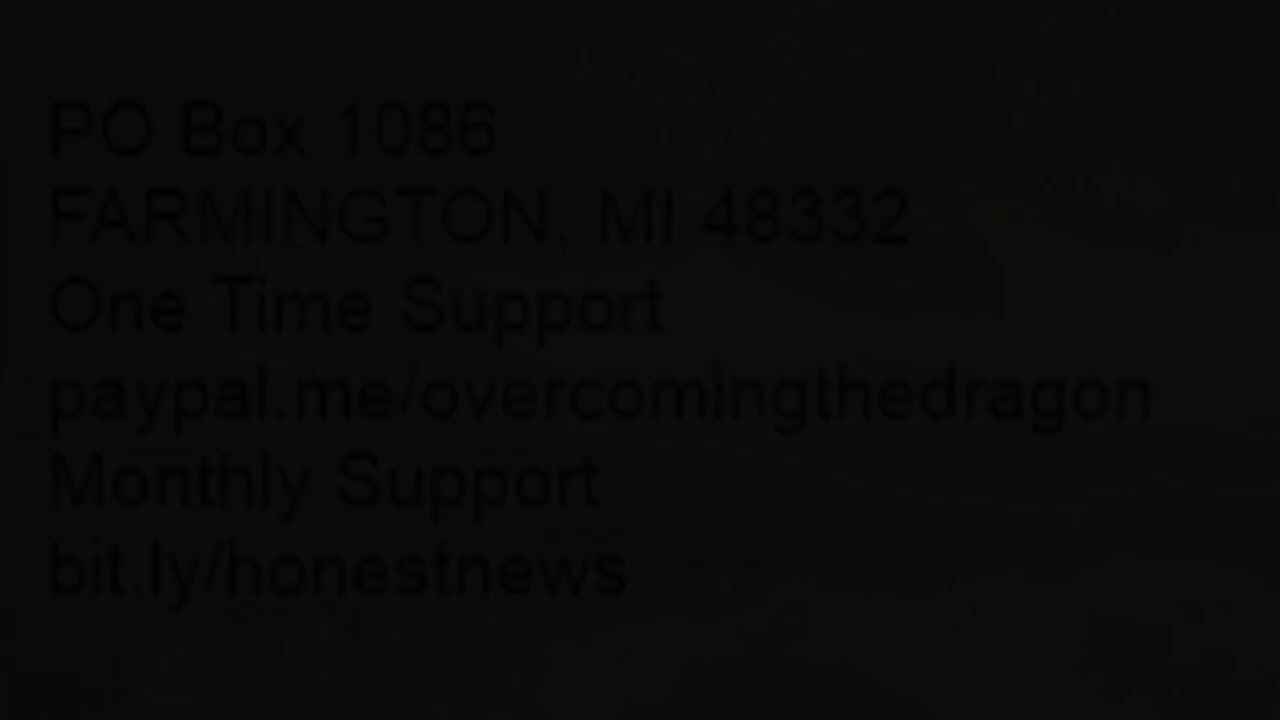 PO Box 1086
FARMINGTON, MI 48332
One Time Support
paypal.me/overcomingthedragon
Monthly Support
bit.ly/honestnews